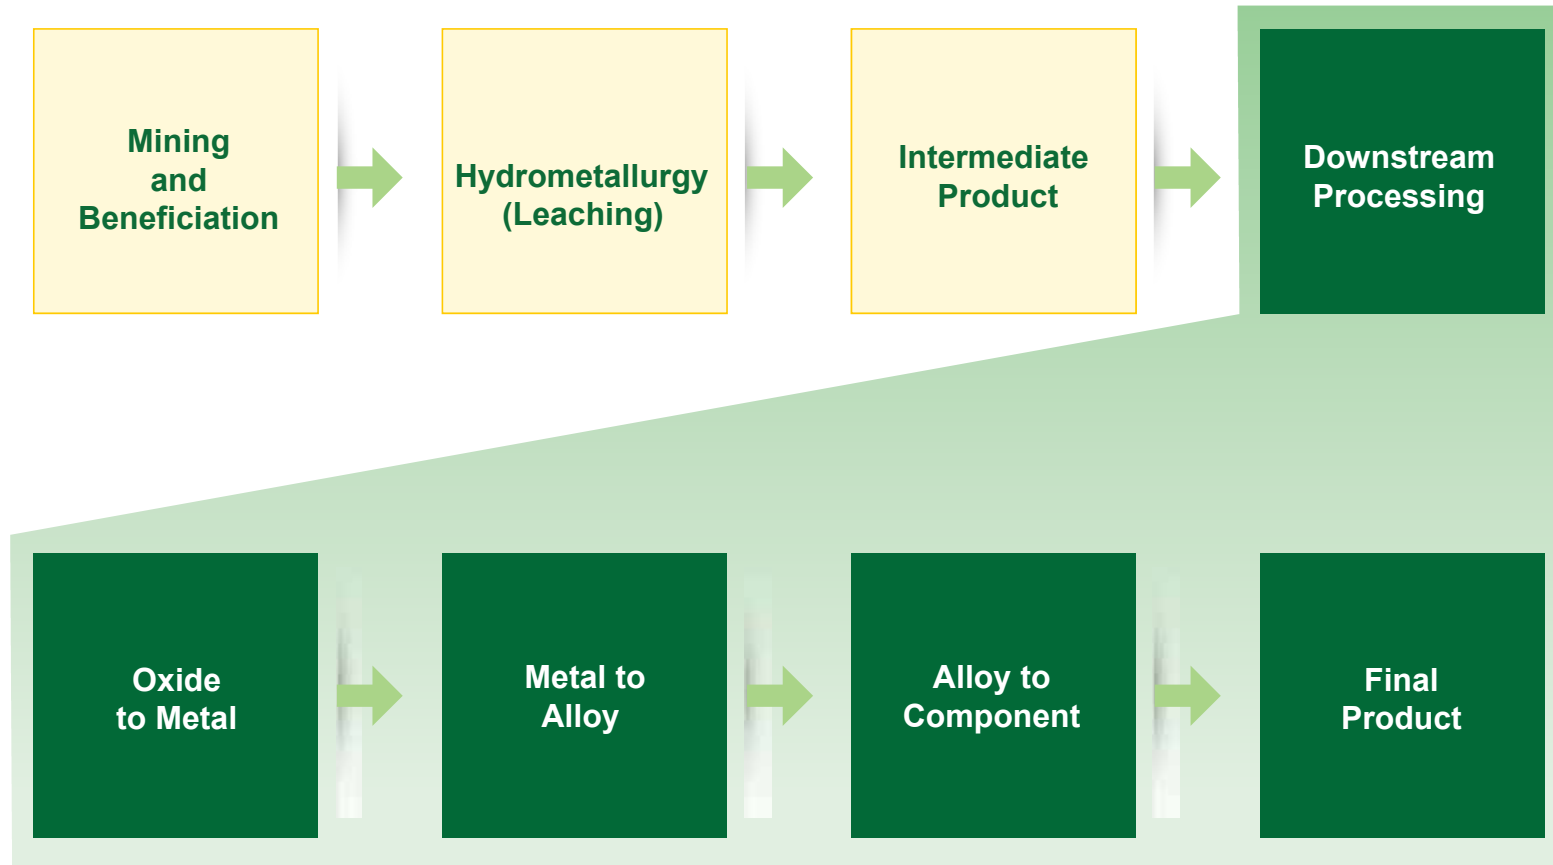 Mining
and
Beneficiation
Hydrometallurgy
(Leaching)
Intermediate
Product
Downstream
Processing
Oxide
to Metal
Metal to
Alloy
Alloy to
Component
Final
Product